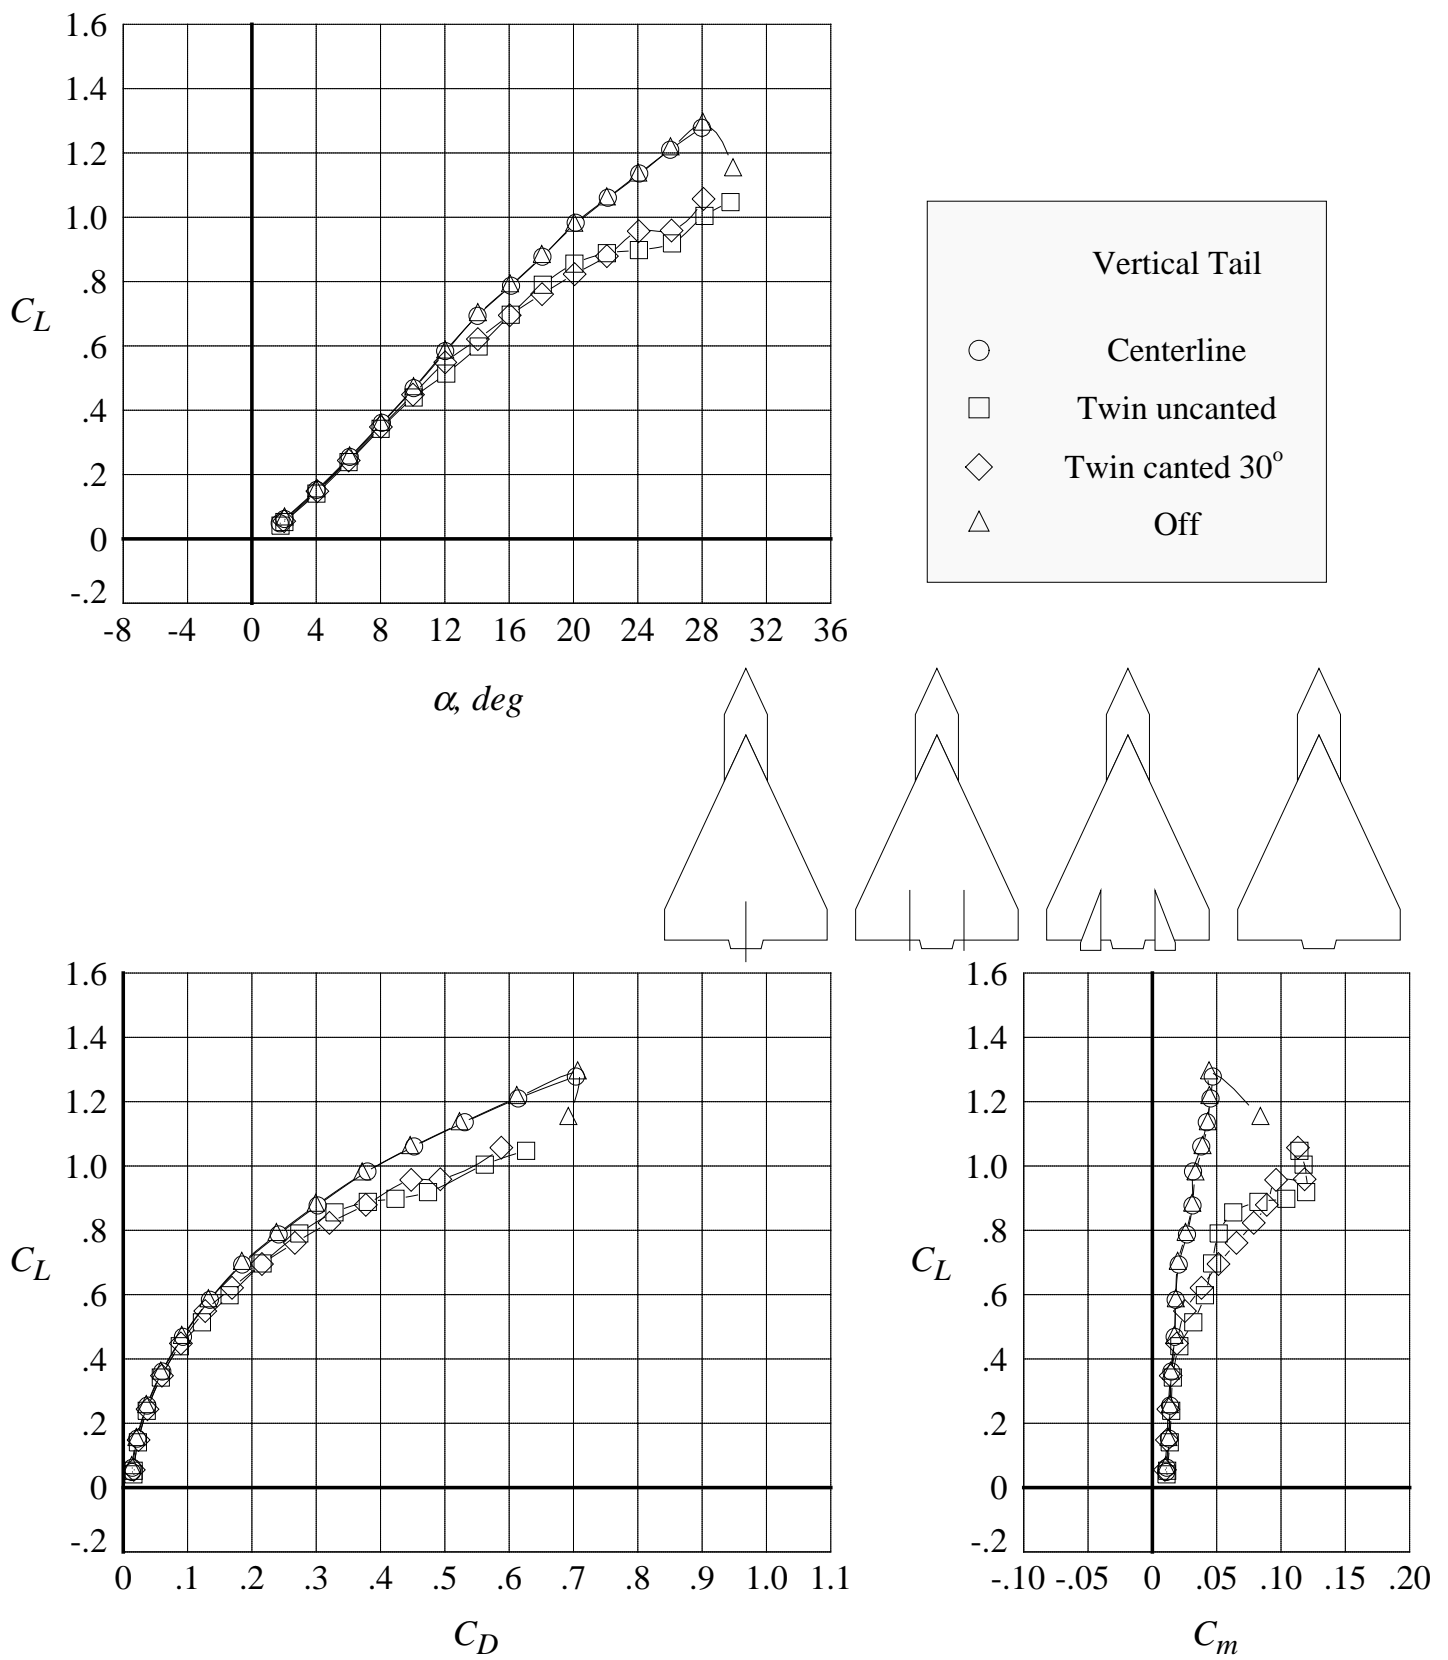 1.6
1.4
1.2
1.0
.8
.6
.4
.2
0
-.2
C_L
-8 -4 0 4 8 12 16 20 24 28 32 36
α, deg
Vertical Tail
Centerline
Twin uncanted
Twin canted 30°
Off
1.6
1.4
1.2
1.0
.8
.6
.4
.2
0
-.2
C_L
0 .1 .2 .3 .4 .5 .6 .7 .8 .9 1.0 1.1
C_D
1.6
1.4
1.2
1.0
.8
.6
.4
.2
0
-.2
C_L
-.10 -.05 0 .05 .10 .15 .20
C_m